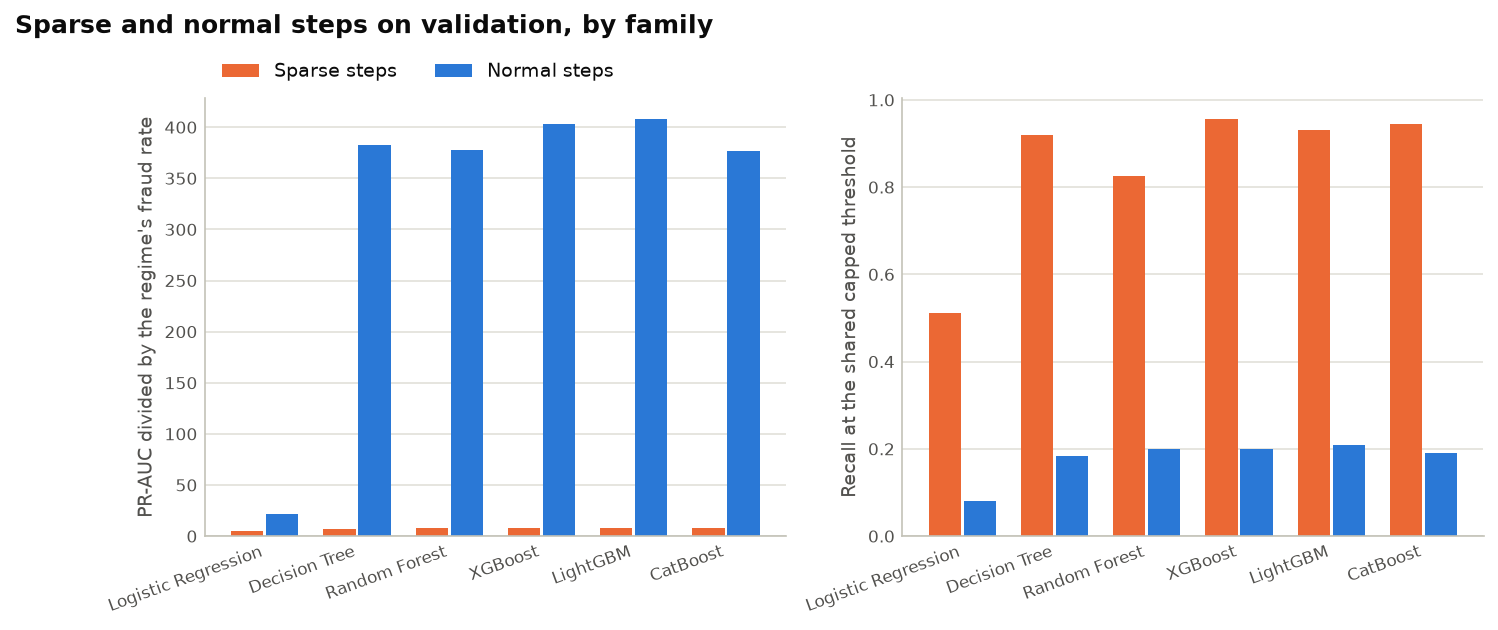 Sparse and normal steps on validation, by family
Sparse steps
Normal steps
PR-AUC divided by the regime's fraud rate
400
350
300
250
200
150
100
50
0
Logistic Regression
Decision Tree
Random Forest
XGBoost
LightGBM
CatBoost
Recall at the shared capped threshold
1.0
0.8
0.6
0.4
0.2
0.0
Logistic Regression
Decision Tree
Random Forest
XGBoost
LightGBM
CatBoost